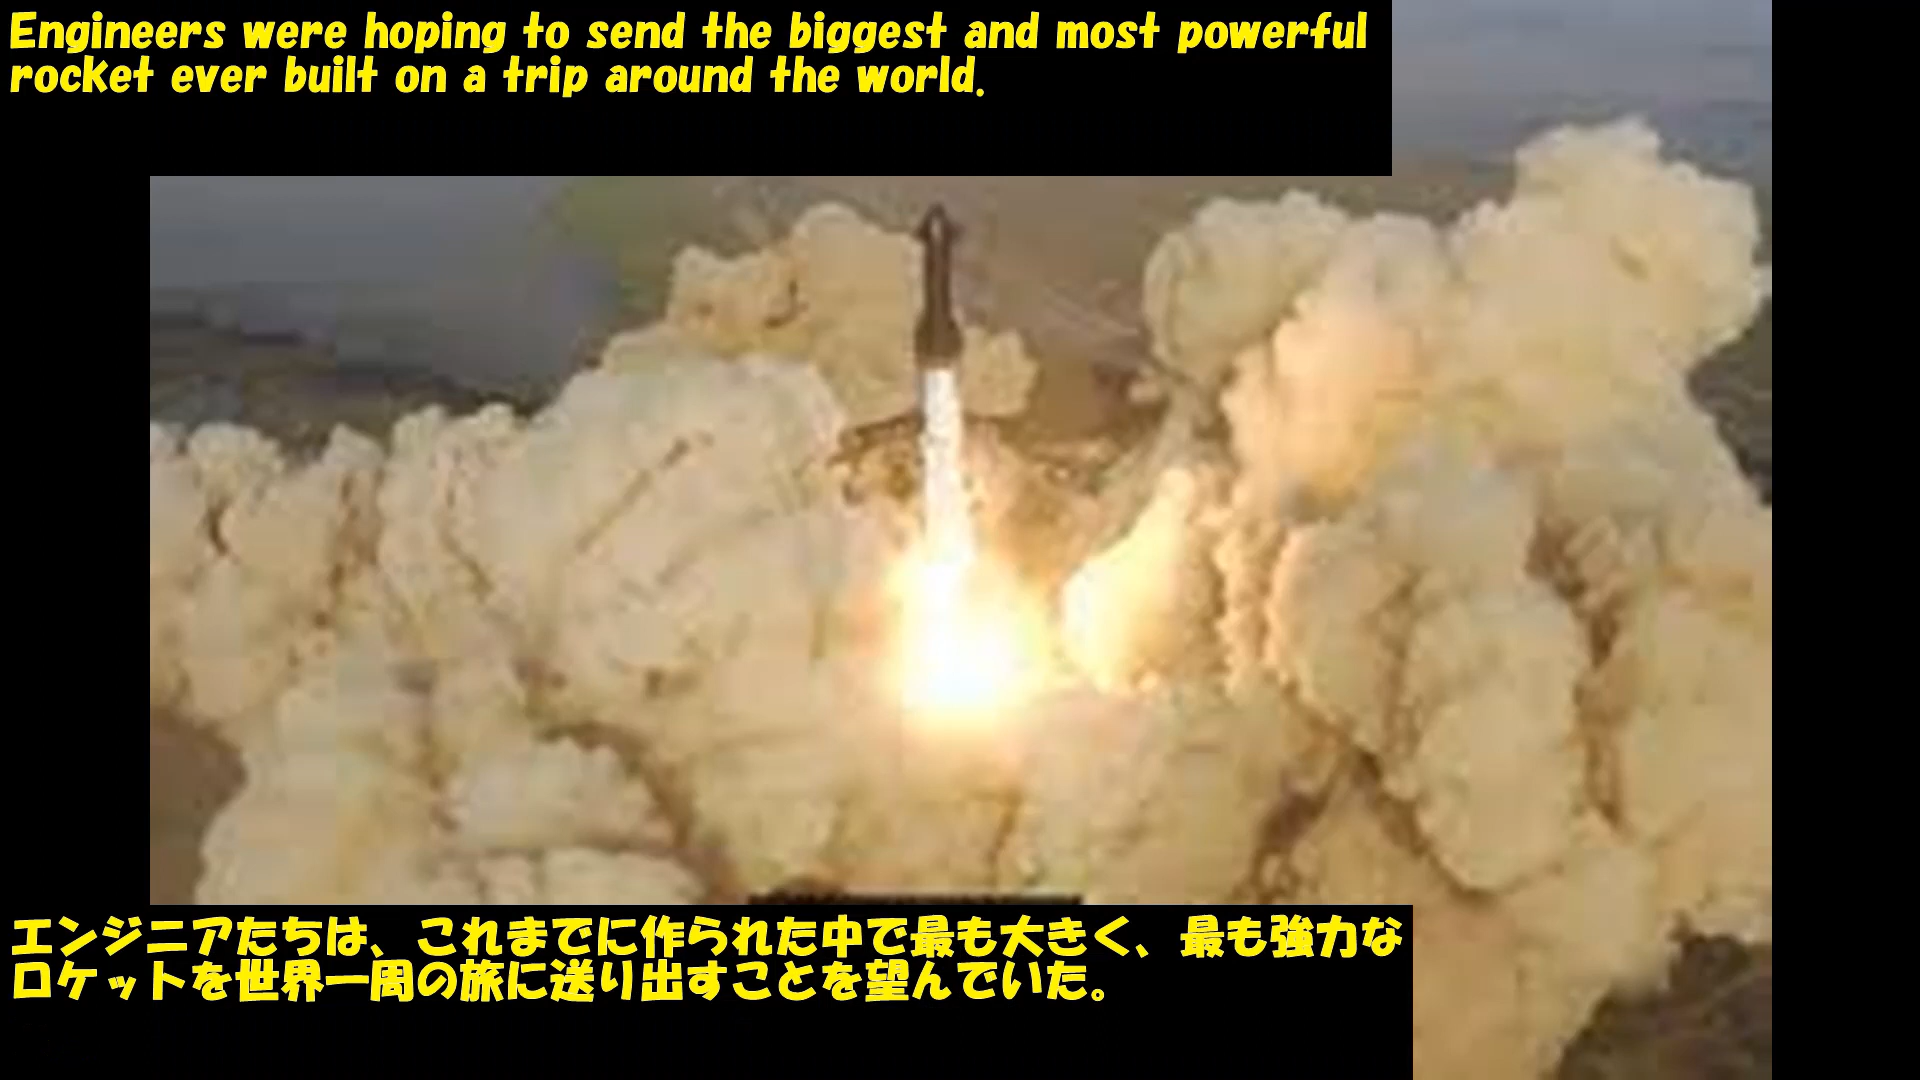 Engineers were hoping to send the biggest and most powerful
rocket ever built on a trip around the world.
エンジニアたちは、これまでに作られた中で最も大きく、最も強力な
ロケットを世界一周の旅に送り出すことを望んでいた。